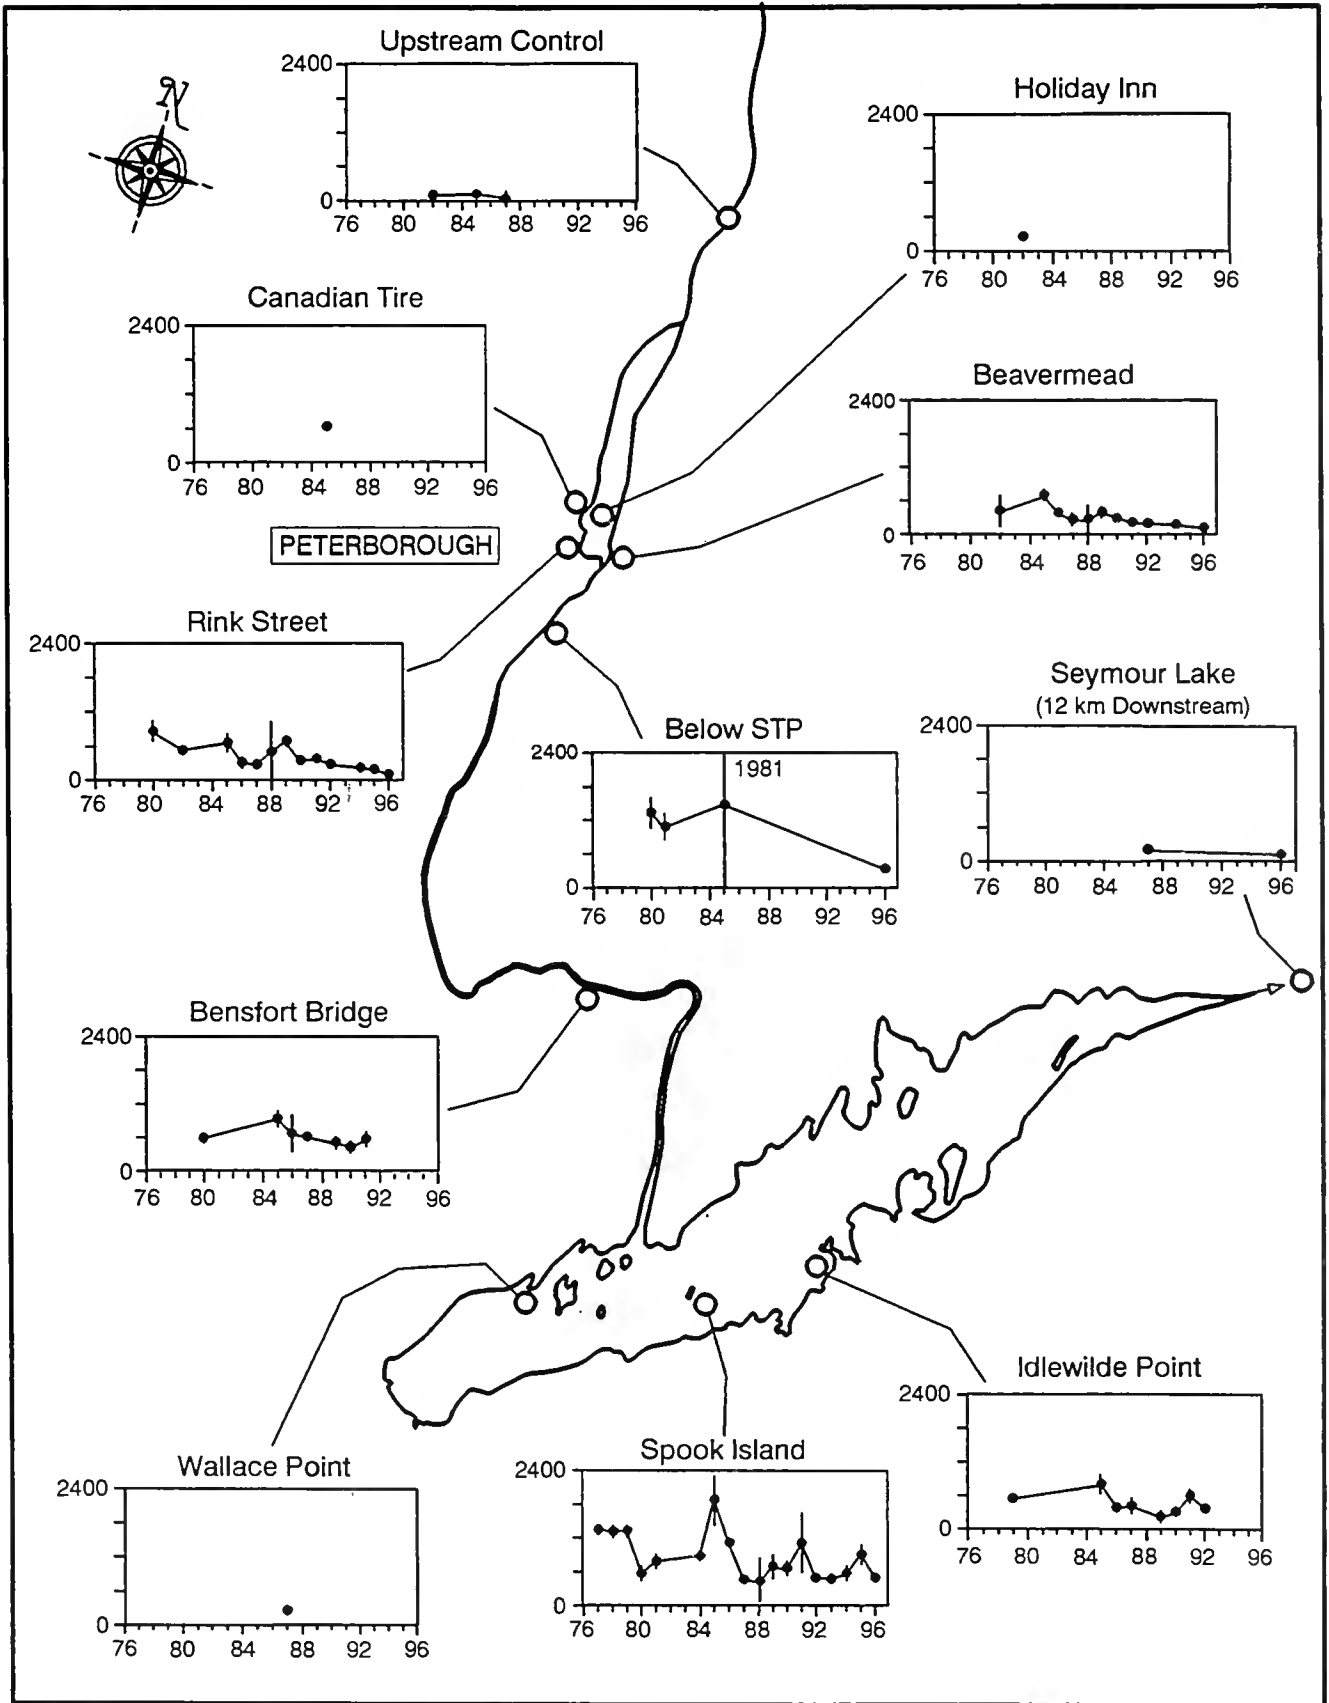 Upstream Control
2400
0
76 80 84 88 92 96
N
Holiday Inn
2400
0
76 80 84 88 92 96
Canadian Tire
2400
0
76 80 84 88 92 96
Beavermead
2400
0
76 80 84 88 92 96
PETERBOROUGH
Rink Street
2400
0
76 80 84 88 92 96
Below STP
2400
1981
0
76 80 84 88 92 96
Seymour Lake
(12 km Downstream)
2400
0
76 80 84 88 92 96
Bensfort Bridge
2400
0
76 80 84 88 92 96
Wallace Point
2400
0
76 80 84 88 92 96
Spook Island
2400
0
76 80 84 88 92 96
Idlewilde Point
2400
0
76 80 84 88 92 96